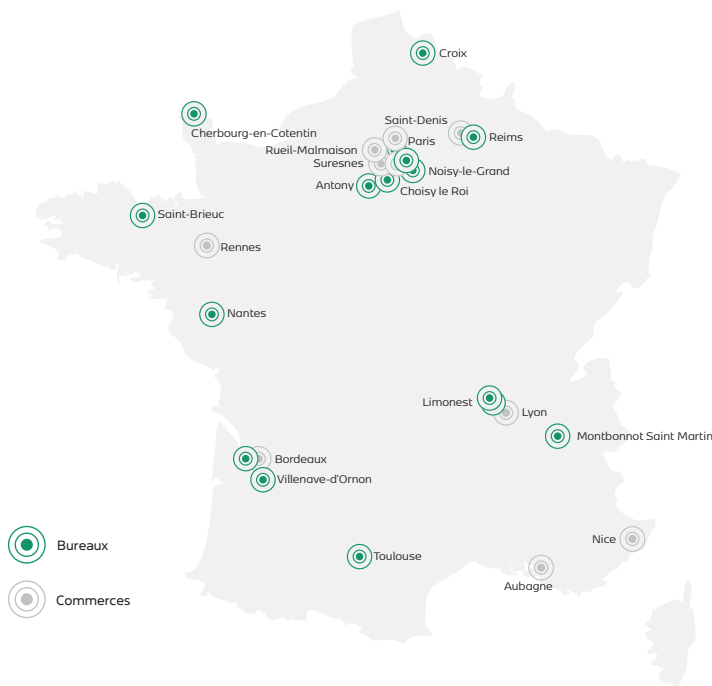 Croix
Saint-Denis
Cherbourg-en-Cotentin
Paris
Reims
Rueil-Malmaison
Suresnes
Noisy-le-Grand
Antony
Choisy le Roi
Saint-Brieuc
Rennes
Nantes
Limonest
Lyon
Montbonnot Saint Martin
Bordeaux
Villenave-d'Ornon
Nice
Bureaux
Toulouse
Aubagne
Commerces